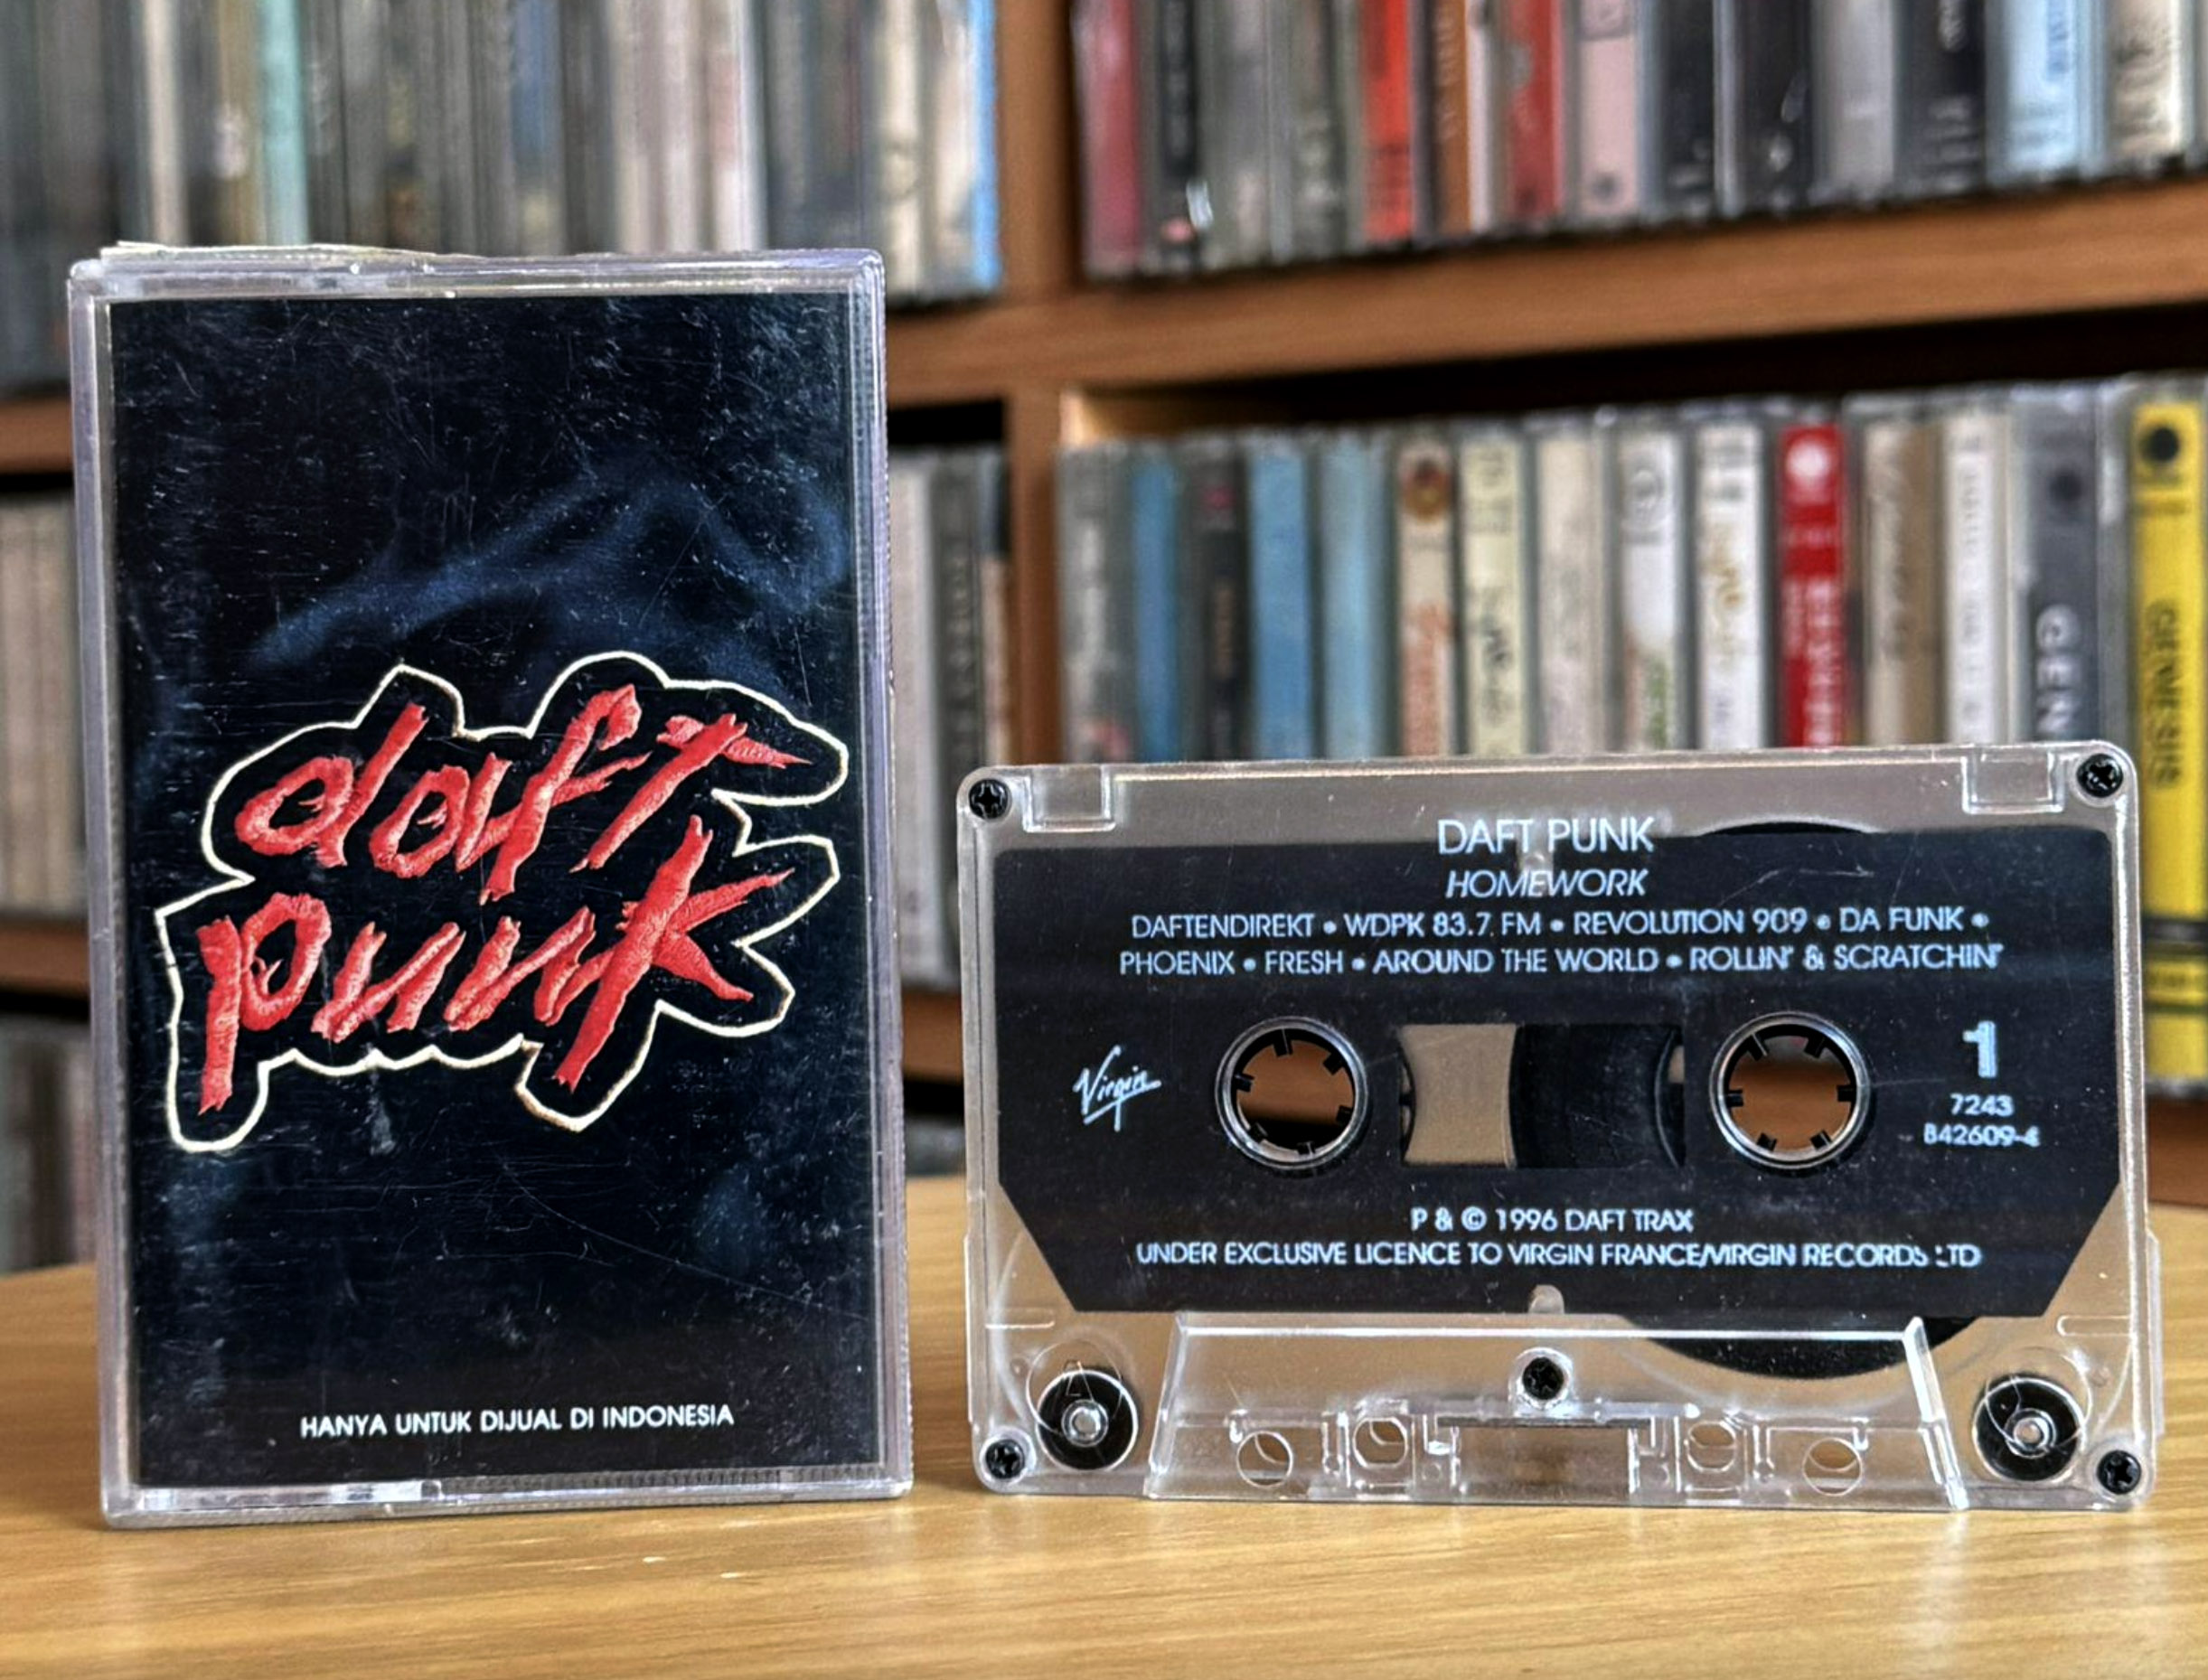 daft
punk
HANYA UNTUK DIJUAL DI INDONESIA
DAFT PUNK
HOMEWORK
DAFTENDIREKT • WDPK 83.7 FM • REVOLUTION 909 • DA FUNK •
PHOENIX • FRESH • AROUND THE WORLD • ROLLIN' & SCRATCHIN'
Virgin
1
7243
842609-4
P & © 1996 DAFT TRAX
UNDER EXCLUSIVE LICENCE TO VIRGIN FRANCE/VIRGIN RECORDS LTD
A
GENESIS